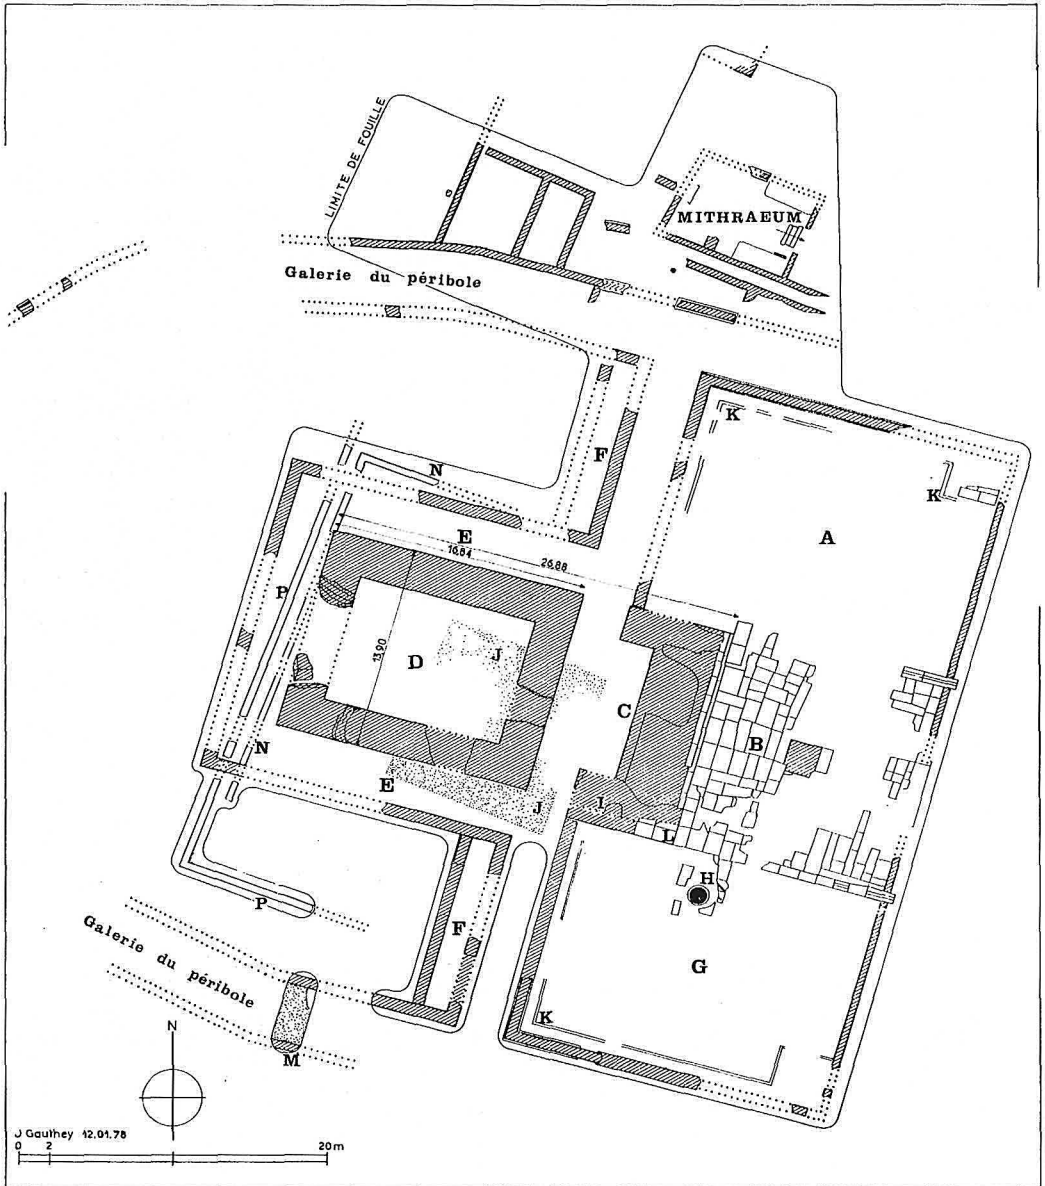 LIMITE DE FOUILLE
MITHRAEUM
Galerie du péribole
K
F
N
K
E
A
16,84
26,88
P
13,90
J
D
C
B
N
E
J
I
L
H
P
F
G
Galerie du péribole
K
N
M
J Gauthey 12.01.78
0 2 20m